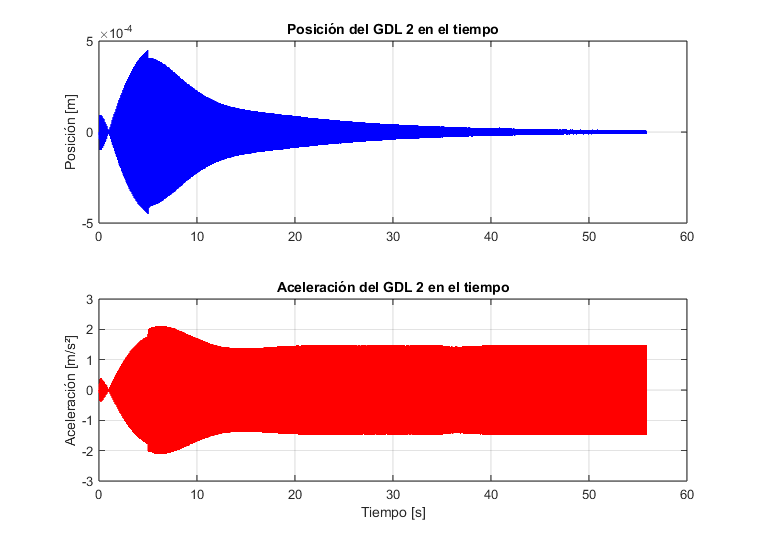 Posición del GDL 2 en el tiempo
×10⁻⁴
5
0
-5
Posición [m]
0 10 20 30 40 50 60
Aceleración del GDL 2 en el tiempo
3
2
1
0
-1
-2
-3
Aceleración [m/s²]
0 10 20 30 40 50 60
Tiempo [s]